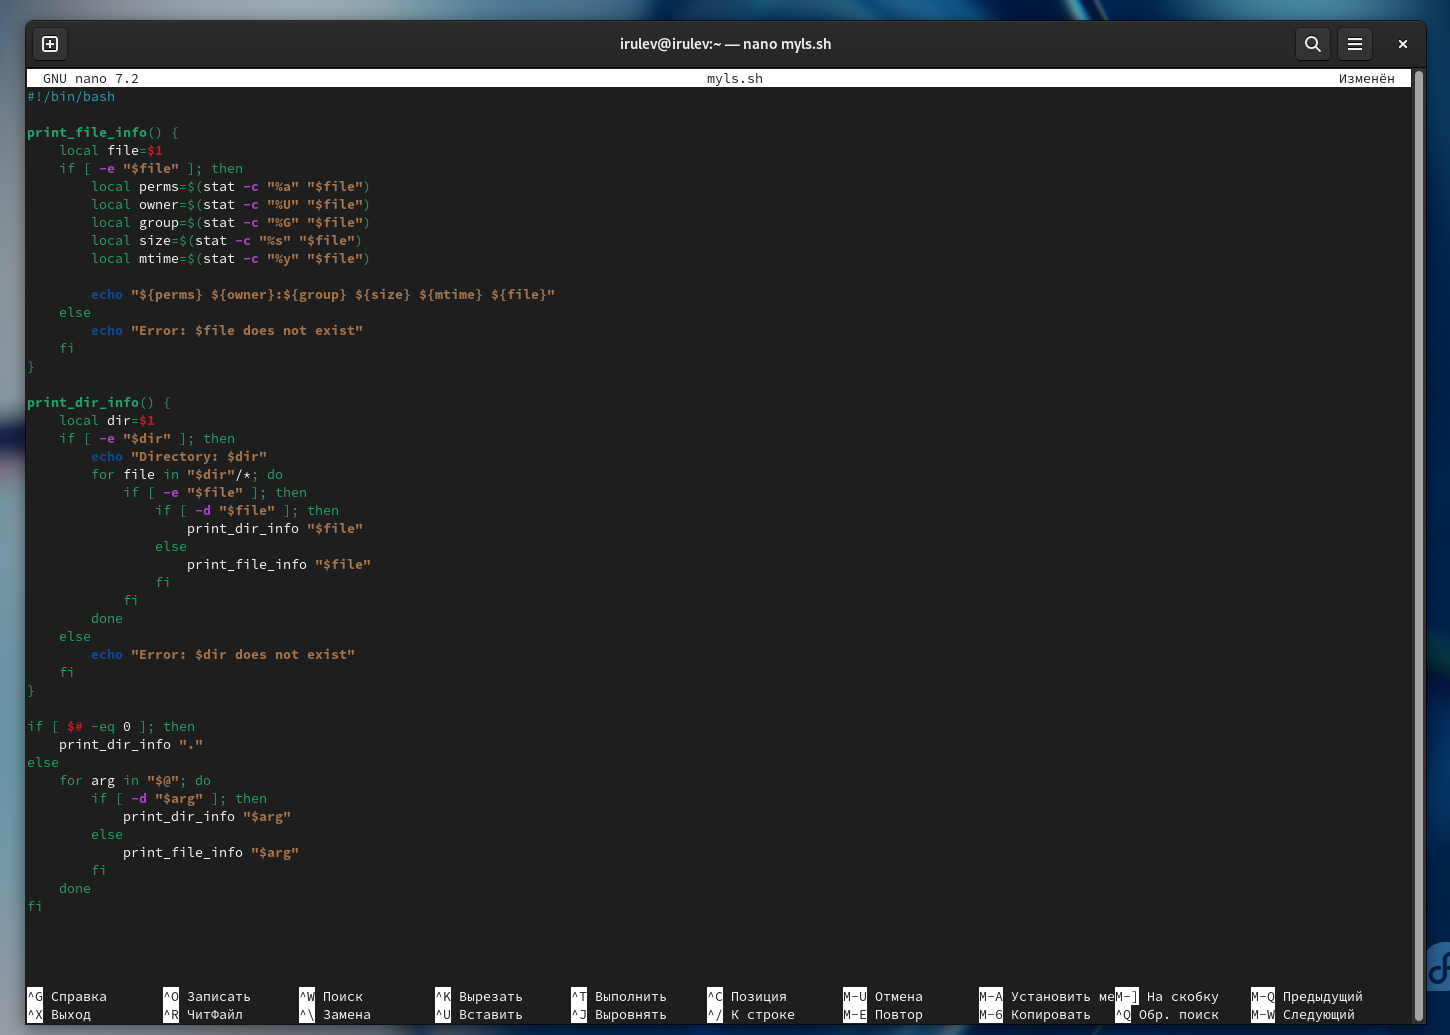 irulev@irulev:~ — nano myls.sh
GNU nano 7.2 myls.sh Изменён
#!/bin/bash

print_file_info() {
    local file=$1
    if [ -e "$file" ]; then
        local perms=$(stat -c "%a" "$file")
        local owner=$(stat -c "%U" "$file")
        local group=$(stat -c "%G" "$file")
        local size=$(stat -c "%s" "$file")
        local mtime=$(stat -c "%y" "$file")

        echo "${perms} ${owner}:${group} ${size} ${mtime} ${file}"
    else
        echo "Error: $file does not exist"
    fi
}

print_dir_info() {
    local dir=$1
    if [ -e "$dir" ]; then
        echo "Directory: $dir"
        for file in "$dir"/*; do
            if [ -e "$file" ]; then
                if [ -d "$file" ]; then
                    print_dir_info "$file"
                else
                    print_file_info "$file"
                fi
            fi
        done
    else
        echo "Error: $dir does not exist"
    fi
}

if [ $# -eq 0 ]; then
    print_dir_info "."
else
    for arg in "$@"; do
        if [ -d "$arg" ]; then
            print_dir_info "$arg"
        else
            print_file_info "$arg"
        fi
    done
fi

^G Справка ^O Записать ^W Поиск ^K Вырезать ^T Выполнить ^C Позиция M-U Отмена M-A Установить ме M-] На скобку M-Q Предыдущий
^X Выход ^R ЧитФайл ^\ Замена ^U Вставить ^J Выровнять ^/ К строке M-E Повтор M-6 Копировать ^Q Обр. поиск M-W Следующий